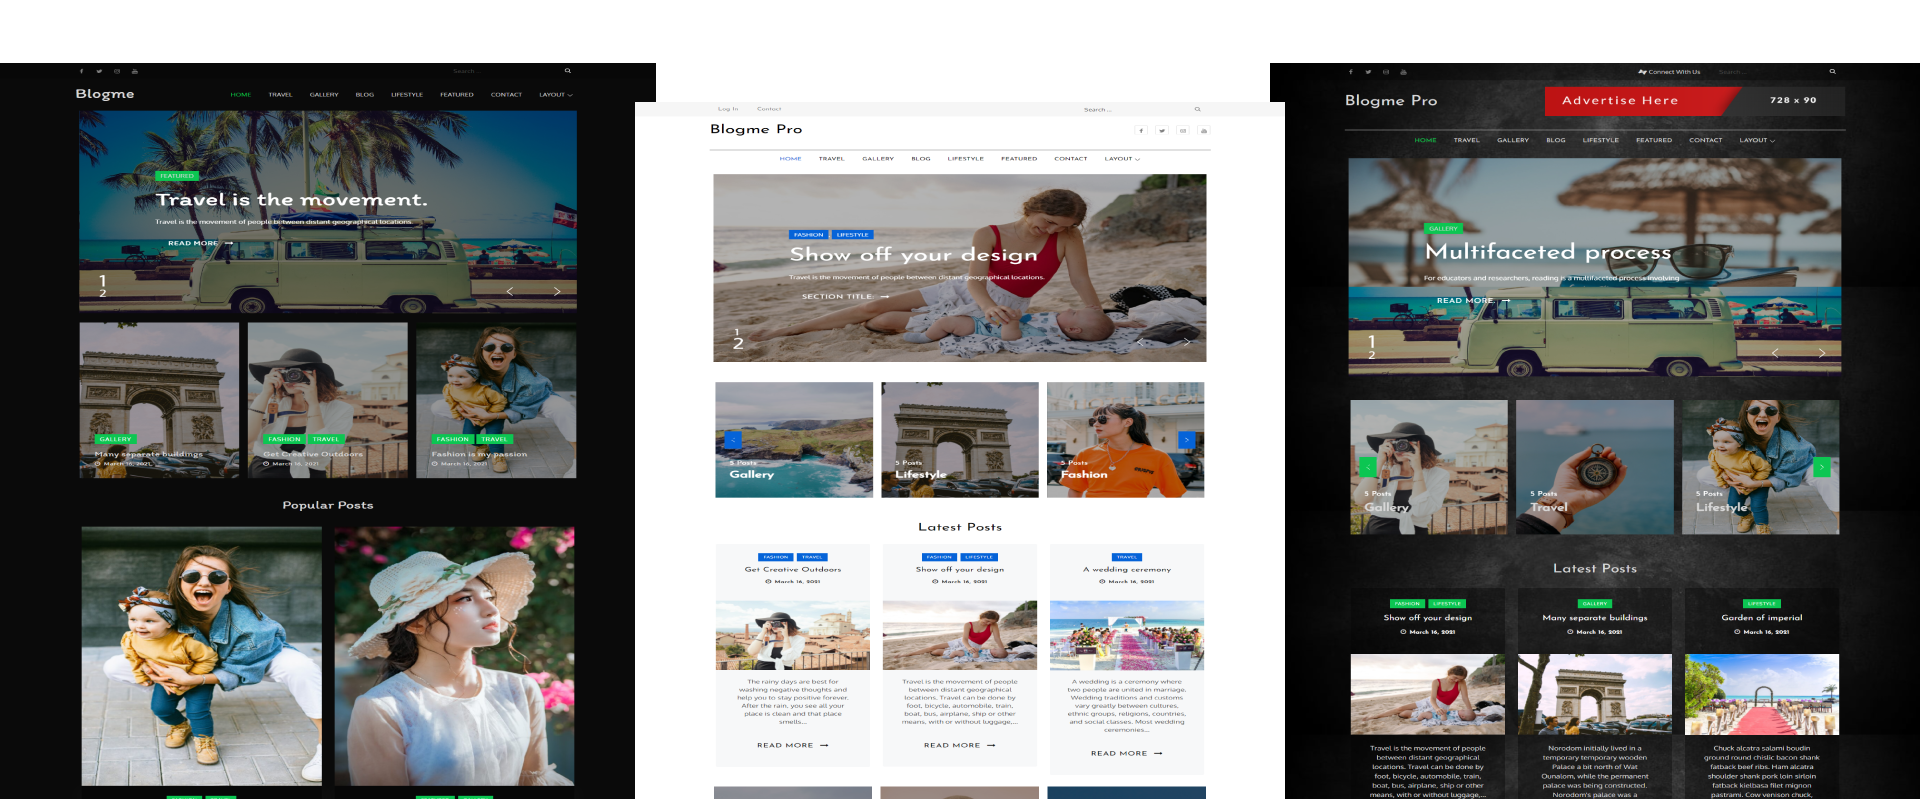 Search ...
Blogme
HOME TRAVEL GALLERY BLOG LIFESTYLE FEATURED CONTACT LAYOUT
FEATURED
Travel is the movement.
Travel is the movement of people between distant geographical locations.
READ MORE
1
2
GALLERY
Many separate buildings
March 16, 2021
FASHION TRAVEL
Get Creative Outdoors
March 16, 2021
FASHION TRAVEL
Fashion is my passion
March 16, 2021
Popular Posts
Log In Contact
Search ...
Blogme Pro
HOME TRAVEL GALLERY BLOG LIFESTYLE FEATURED CONTACT LAYOUT
FASHION LIFESTYLE
Show off your design
Travel is the movement of people between distant geographical locations.
SECTION TITLE
1
2
5 Posts
Gallery
5 Posts
Lifestyle
5 Posts
Fashion
Latest Posts
FASHION TRAVEL
Get Creative Outdoors
March 16, 2021
The rainy days are best for
washing negative thoughts and
help you to stay positive forever.
After the rain, you see all your
place is clean and that place
smells...
READ MORE
FASHION LIFESTYLE
Show off your design
March 16, 2021
Travel is the movement of people
between distant geographical
locations. Travel can be done by
foot, bicycle, automobile, train,
boat, bus, airplane, ship or other
means, with or without luggage,...
READ MORE
TRAVEL
A wedding ceremony
March 16, 2021
A wedding is a ceremony where
two people are united in marriage.
Wedding traditions and customs
vary greatly between cultures,
ethnic groups, religions, countries,
and social classes. Most wedding
ceremonies...
READ MORE
Connect With Us Search ...
Blogme Pro
Advertise Here 728 x 90
HOME TRAVEL GALLERY BLOG LIFESTYLE FEATURED CONTACT LAYOUT
GALLERY
Multifaceted process
For educators and researchers, reading is a multifaceted process involving
READ MORE
1
2
5 Posts
Gallery
5 Posts
Travel
5 Posts
Lifestyle
Latest Posts
FASHION LIFESTYLE
Show off your design
March 16, 2021
Travel is the movement of people
between distant geographical
locations. Travel can be done by
foot, bicycle, automobile, train,
boat, bus, airplane, ship or other
means, with or without luggage,...
GALLERY
Many separate buildings
March 16, 2021
Norodom initially lived in a
temporary temporary wooden
Palace a bit north of Wat
Ounalom, while the permanent
palace was being constructed.
Norodom's palace was a
LIFESTYLE
Garden of imperial
March 16, 2021
Chuck alcatra salami boudin
ground round chislic bacon shank
fatback beef ribs. Ham alcatra
shoulder shank pork loin sirloin
fatback kielbasa filet mignon
pastrami. Cow venison chuck,